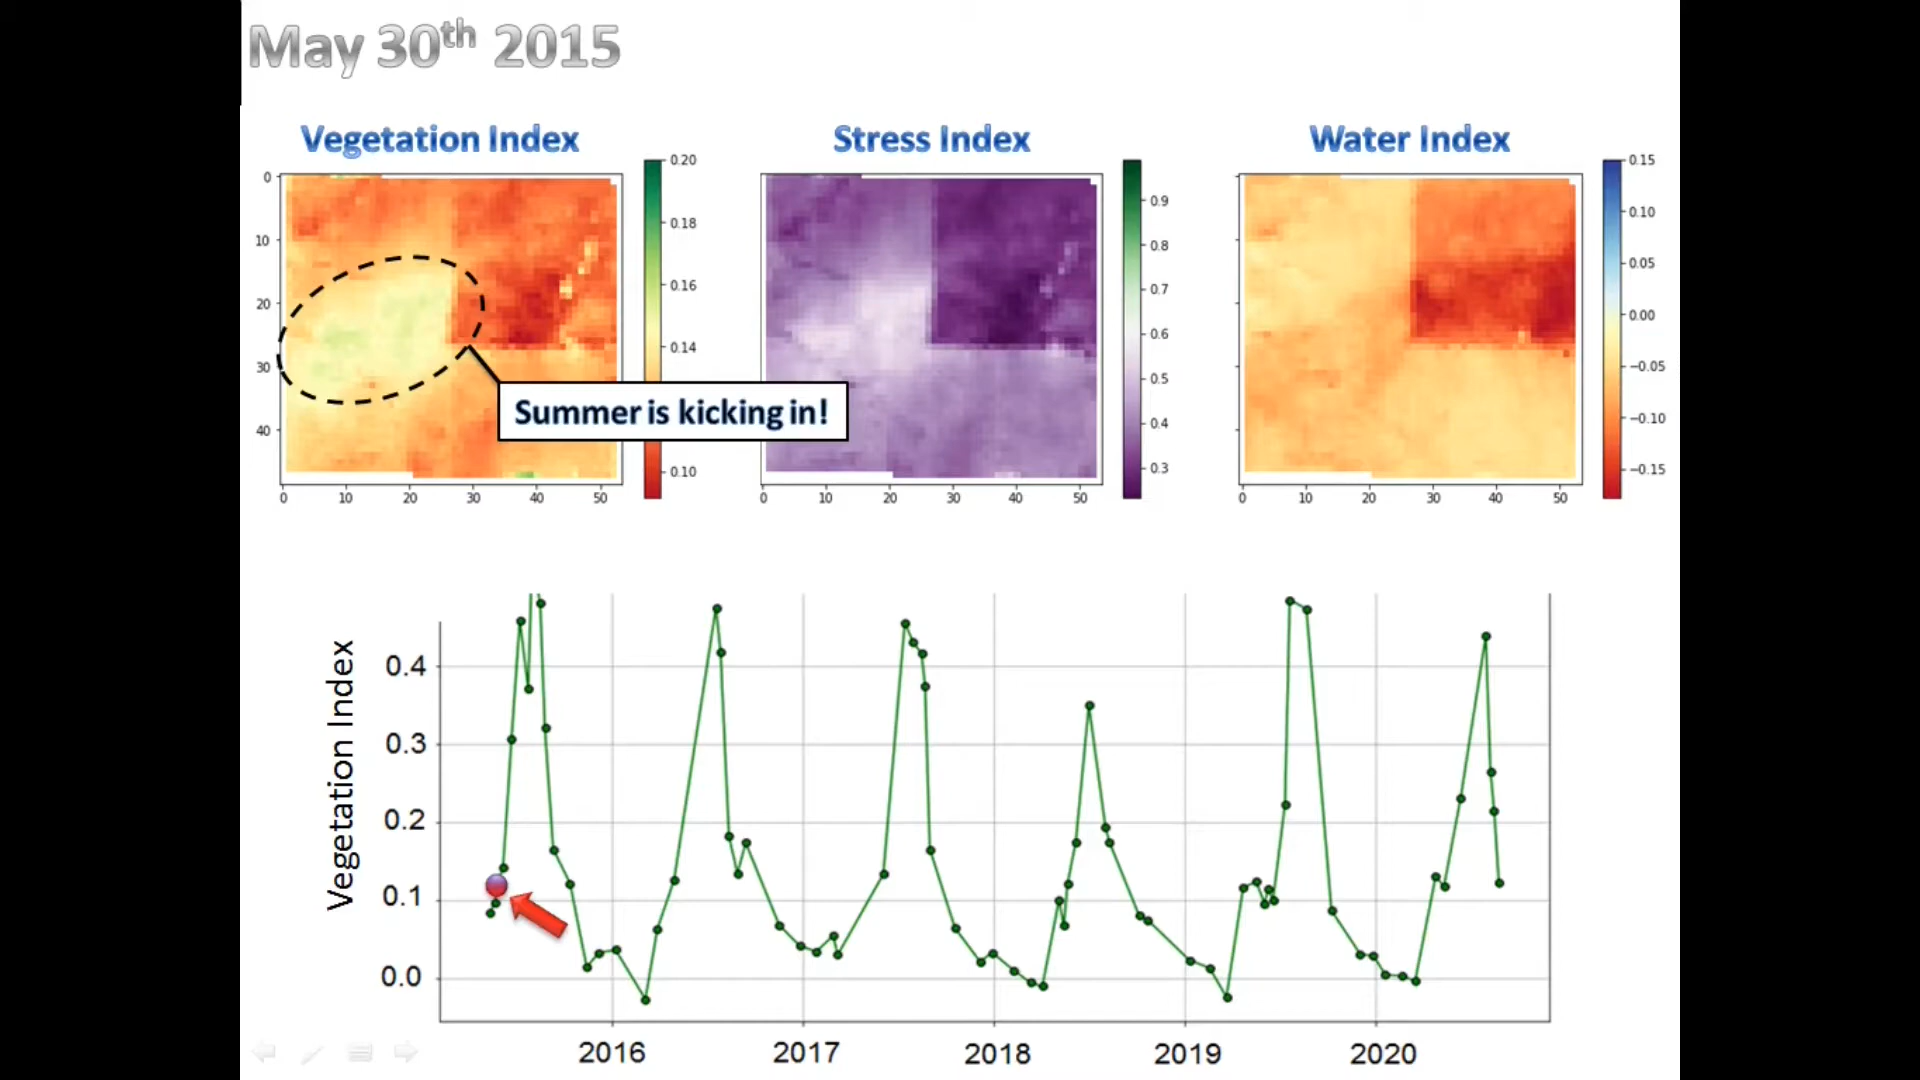 May 30th 2015
Vegetation Index
Stress Index
Water Index
0
10
20
30
40
0 10 20 30 40 50
0.20
0.18
0.16
0.14
0.10
Summer is kicking in!
0 10 20 30 40 50
0.9
0.8
0.7
0.6
0.5
0.4
0.3
0 10 20 30 40 50
0.15
0.10
0.05
0.00
−0.05
−0.10
−0.15
Vegetation Index
0.4
0.3
0.2
0.1
0.0
2016 2017 2018 2019 2020